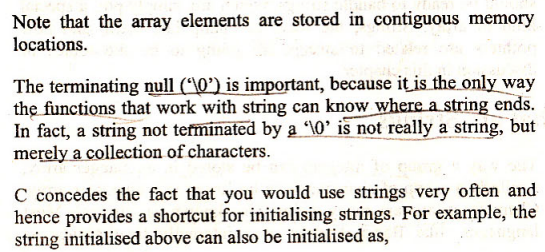 Note that the array elements are stored in contiguous memory
locations.
The terminating null (‘\0’) is important, because it is the only way
the functions that work with string can know where a string ends.
In fact, a string not terminated by a ‘\0’ is not really a string, but
merely a collection of characters.
C concedes the fact that you would use strings very often and
hence provides a shortcut for initialising strings. For example, the
string initialised above can also be initialised as,